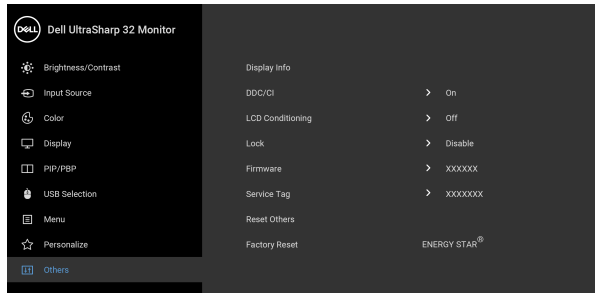 DELL Dell UltraSharp 32 Monitor
Brightness/Contrast Display Info
Input Source DDC/CI > On
Color LCD Conditioning > Off
Display Lock > Disable
PIP/PBP Firmware > XXXXXX
USB Selection Service Tag > XXXXXXX
Menu Reset Others
Personalize Factory Reset ENERGY STAR®
Others